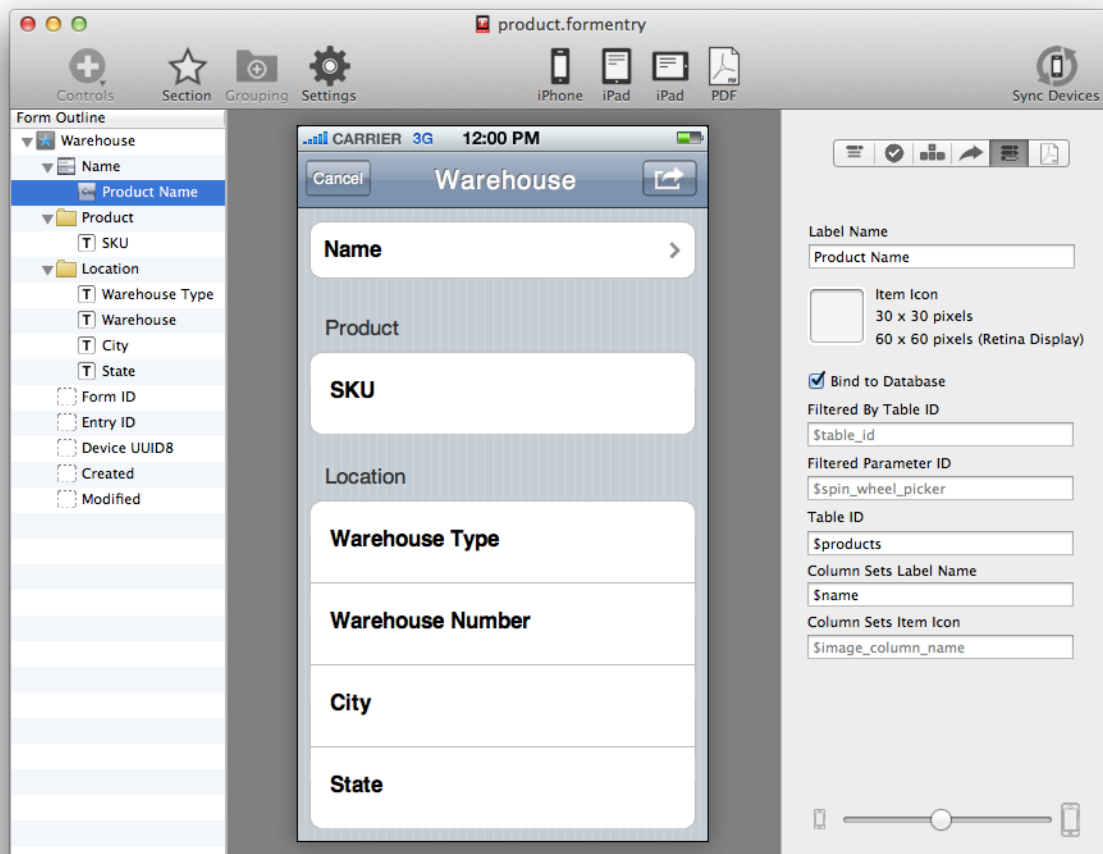 product.formentry
Controls
Section
Grouping
Settings
iPhone
iPad
iPad
PDF
Sync Devices
Form Outline
Warehouse
Name
Product Name
Product
SKU
Location
Warehouse Type
Warehouse
City
State
Form ID
Entry ID
Device UUID8
Created
Modified
CARRIER 3G 12:00 PM
Cancel Warehouse
Name
Product
SKU
Location
Warehouse Type
Warehouse Number
City
State
Label Name
Product Name
Item Icon
30 x 30 pixels
60 x 60 pixels (Retina Display)
Bind to Database
Filtered By Table ID
$table_id
Filtered Parameter ID
$spin_wheel_picker
Table ID
$products
Column Sets Label Name
$name
Column Sets Item Icon
$image_column_name